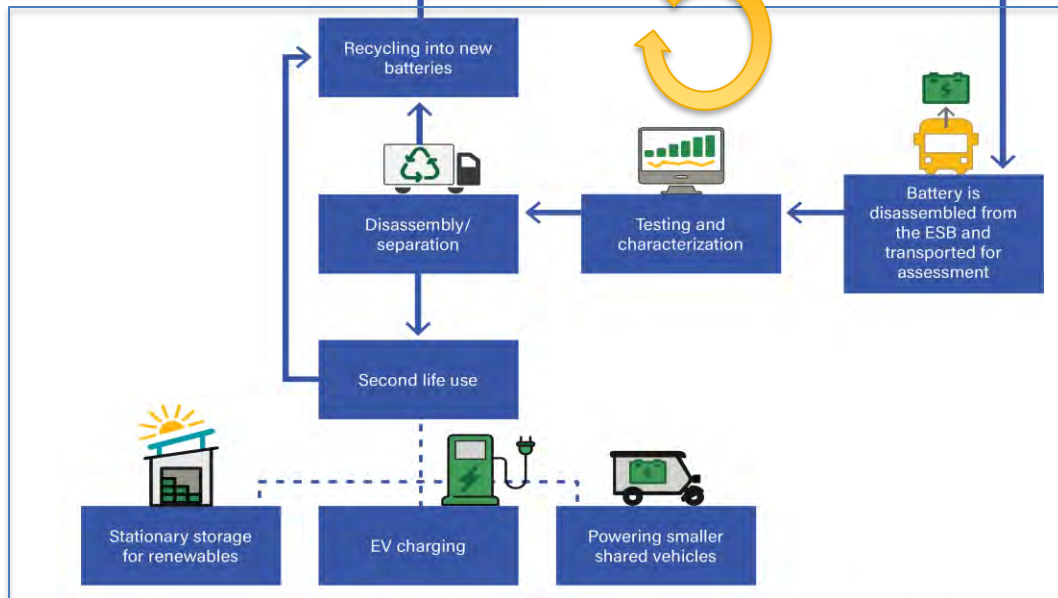 Recycling into new
batteries
Disassembly/
separation
Testing and
characterization
Battery is
disassembled from
the ESB and
transported for
assessment
Second life use
Stationary storage
for renewables
EV charging
Powering smaller
shared vehicles